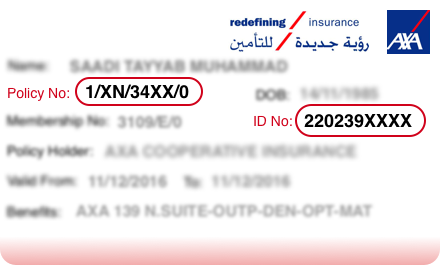 redefining / insurance
رؤية جديدة / للتأمين
AXA
Name: SAADI TAYYAB MUHAMMAD
Policy No: 1/XN/34XX/0
DOB: 14/11/1985
Membership No: 3109/E/0
ID No: 220239XXXX
Policy Holder: AXA COOPERATIVE INSURANCE
Valid From: 11/12/2016 To: 11/12/2016
Benefits: AXA 139 N.SUITE-OUTP-DEN-OPT-MAT